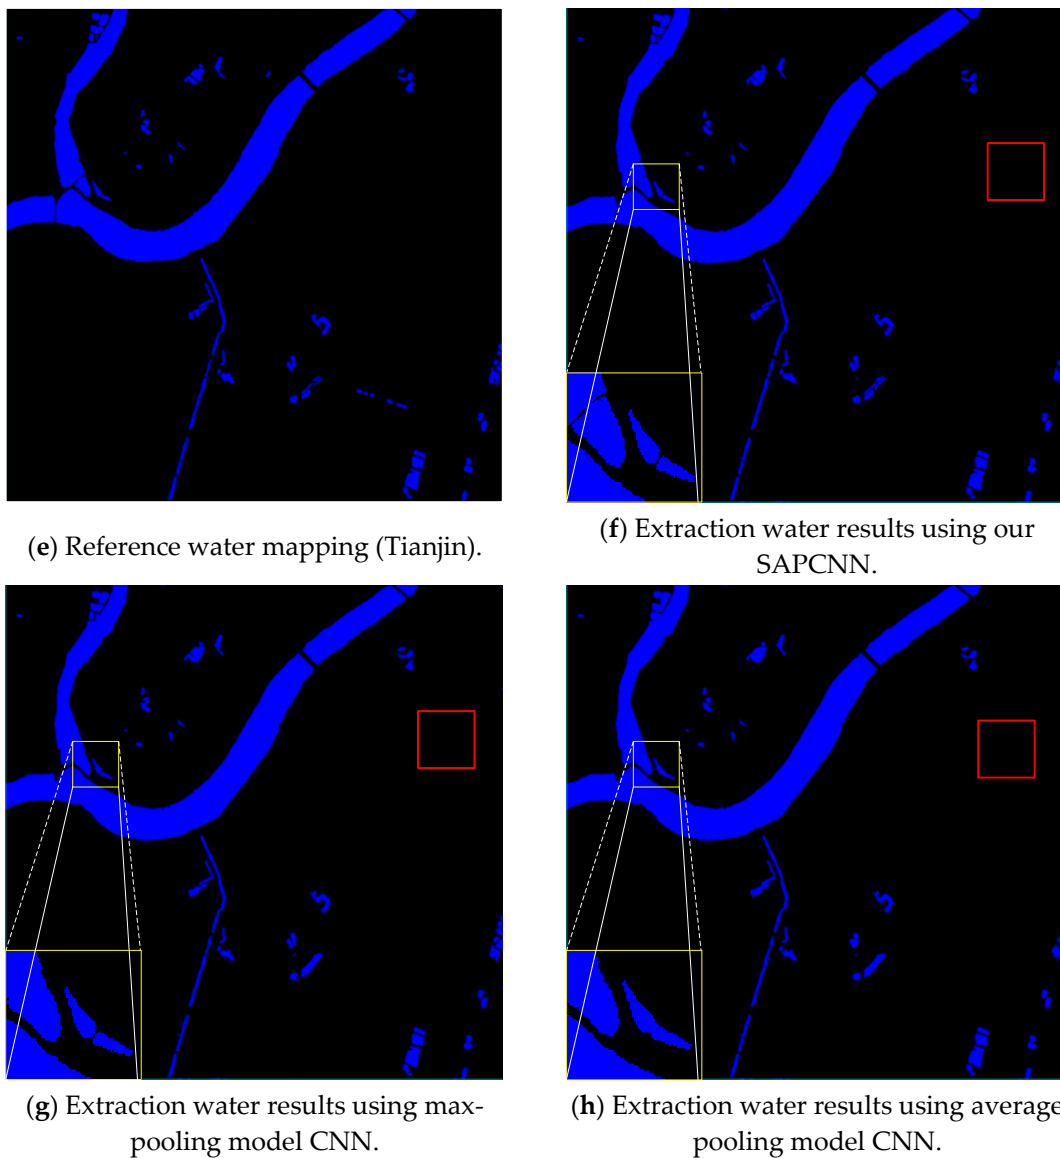 (e) Reference water mapping (Tianjin).
(f) Extraction water results using our
SAPCNN.
(g) Extraction water results using max-
pooling model CNN.
(h) Extraction water results using average
pooling model CNN.